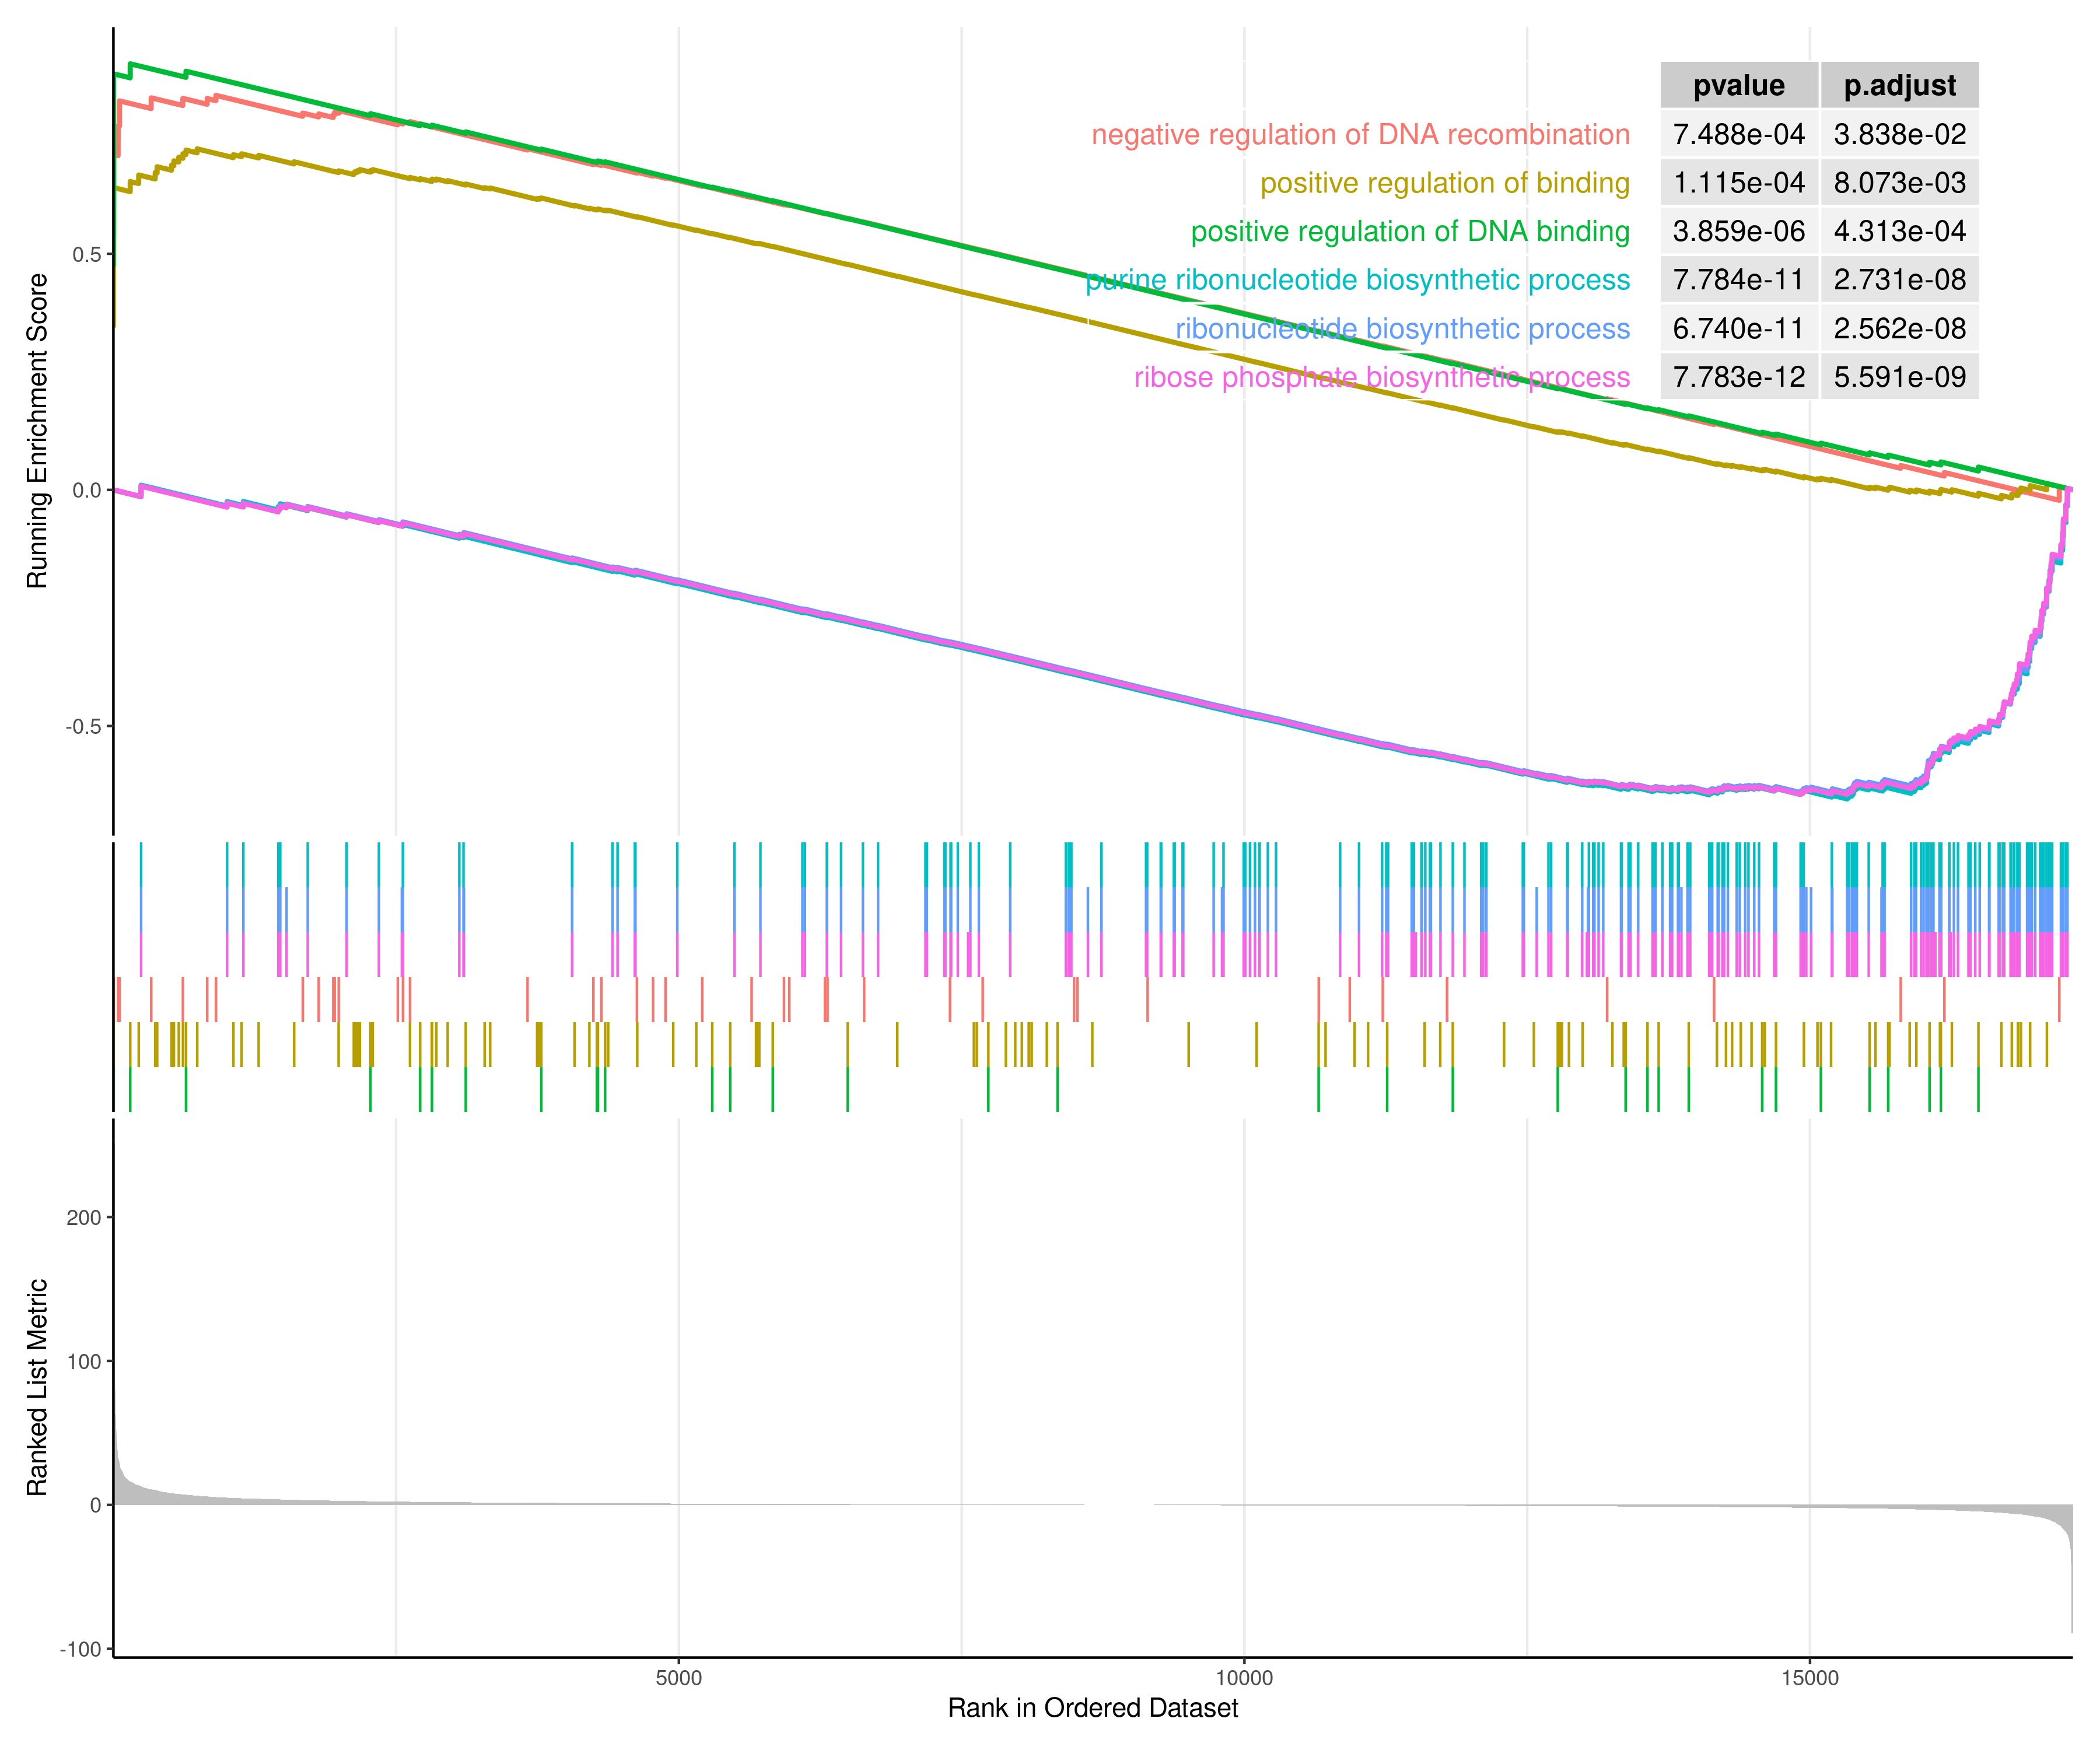 pvalue p.adjust
negative regulation of DNA recombination 7.488e-04 3.838e-02
positive regulation of binding 1.115e-04 8.073e-03
positive regulation of DNA binding 3.859e-06 4.313e-04
purine ribonucleotide biosynthetic process 7.784e-11 2.731e-08
ribonucleotide biosynthetic process 6.740e-11 2.562e-08
ribose phosphate biosynthetic process 7.783e-12 5.591e-09
Running Enrichment Score
0.5
0.0
-0.5
Ranked List Metric
200
100
0
-100
5000 10000 15000
Rank in Ordered Dataset